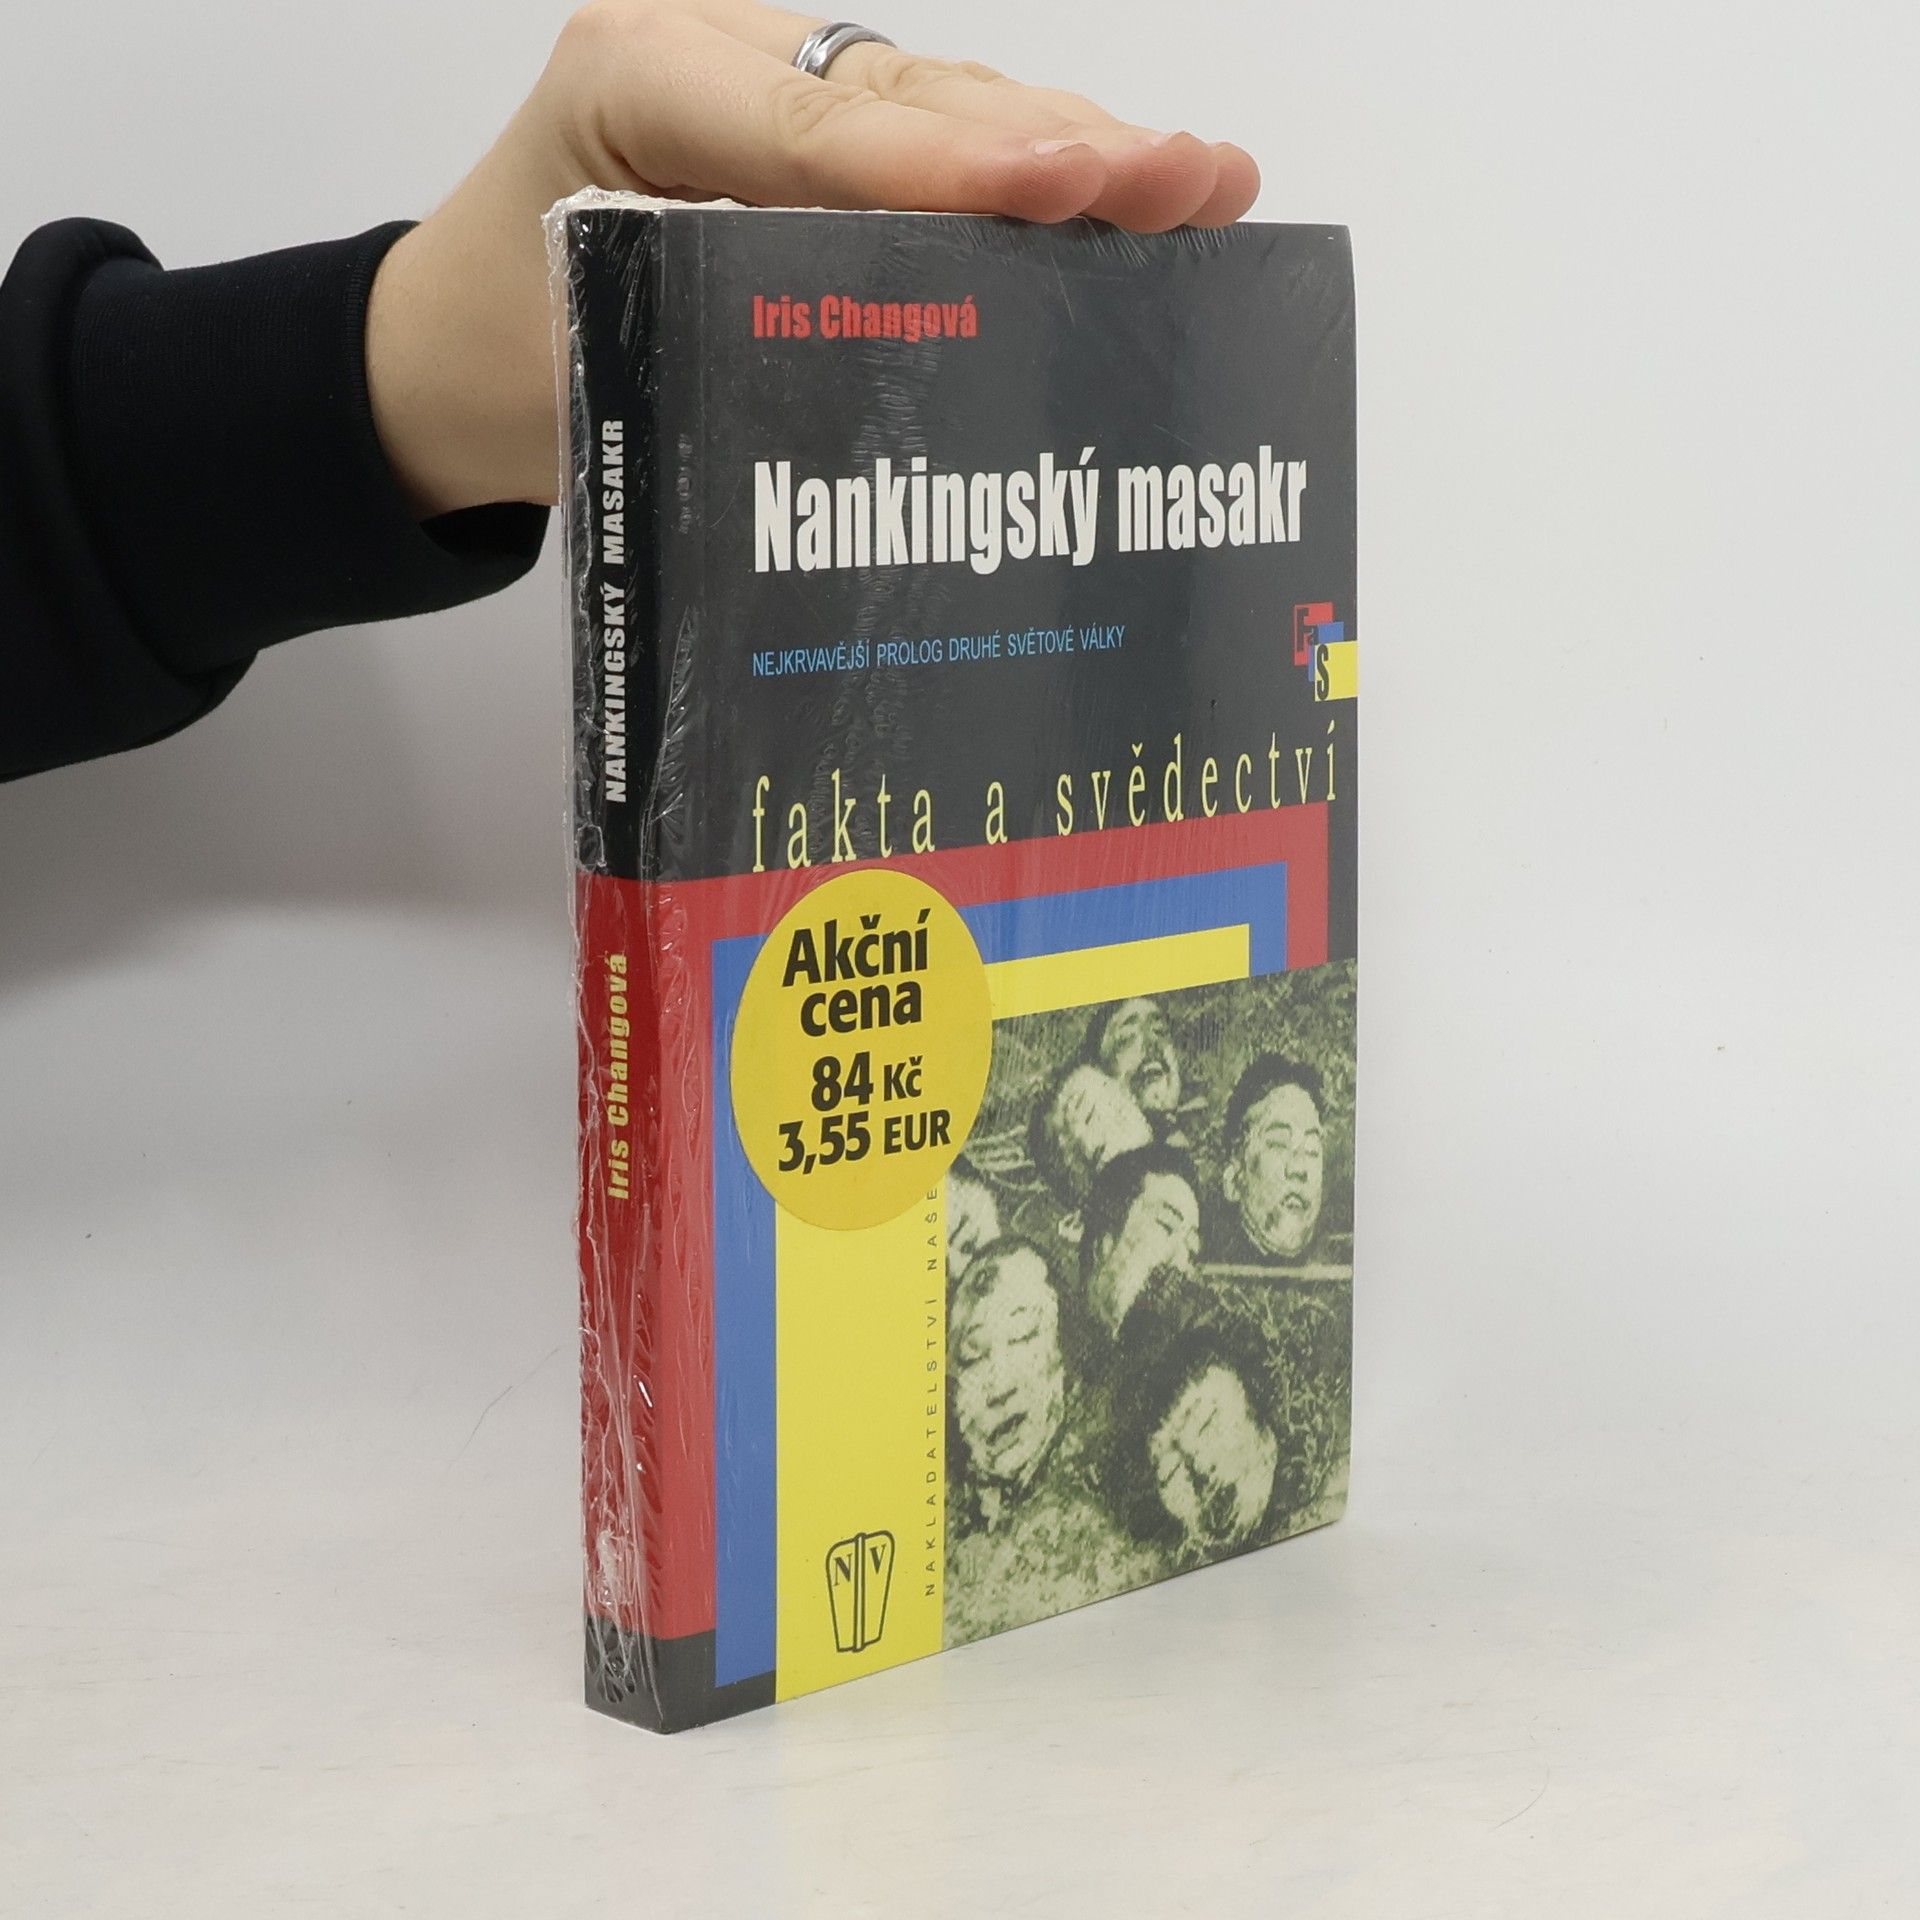 Iris Changová
Nankingský masakr
NEJKRVAVĚJŠÍ PROLOG DRUHÉ SVĚTOVÉ VÁLKY
Fa
S
fakta a svědectví
Akční
cena
84 Kč
3,55 EUR
NAKLADATELSTVÍ NAŠE
N V
NANKINGSKÝ MASAKR
Iris Changová